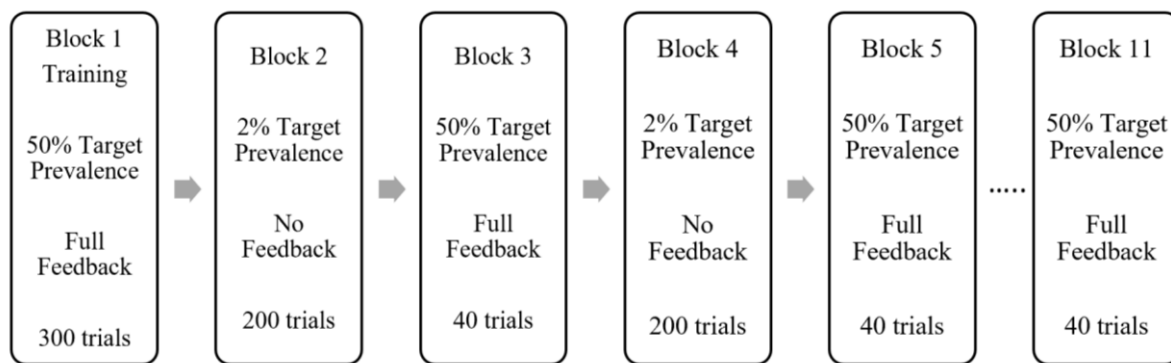 Block 1
Training
50% Target
Prevalence
Full
Feedback
300 trials
Block 2
2% Target
Prevalence
No
Feedback
200 trials
Block 3
50% Target
Prevalence
Full
Feedback
40 trials
Block 4
2% Target
Prevalence
No
Feedback
200 trials
Block 5
50% Target
Prevalence
Full
Feedback
40 trials
.....
Block 11
50% Target
Prevalence
Full
Feedback
40 trials